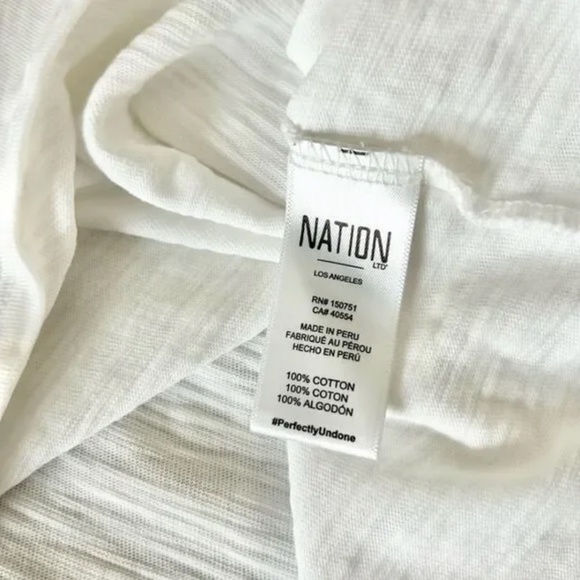 NATION
LTD®
LOS ANGELES
RN# 150751
CA# 40554
MADE IN PERU
FABRIQUÉ AU PÉROU
HECHO EN PERÚ
100% COTTON
100% COTON
100% ALGODÓN
#PerfectlyUndone